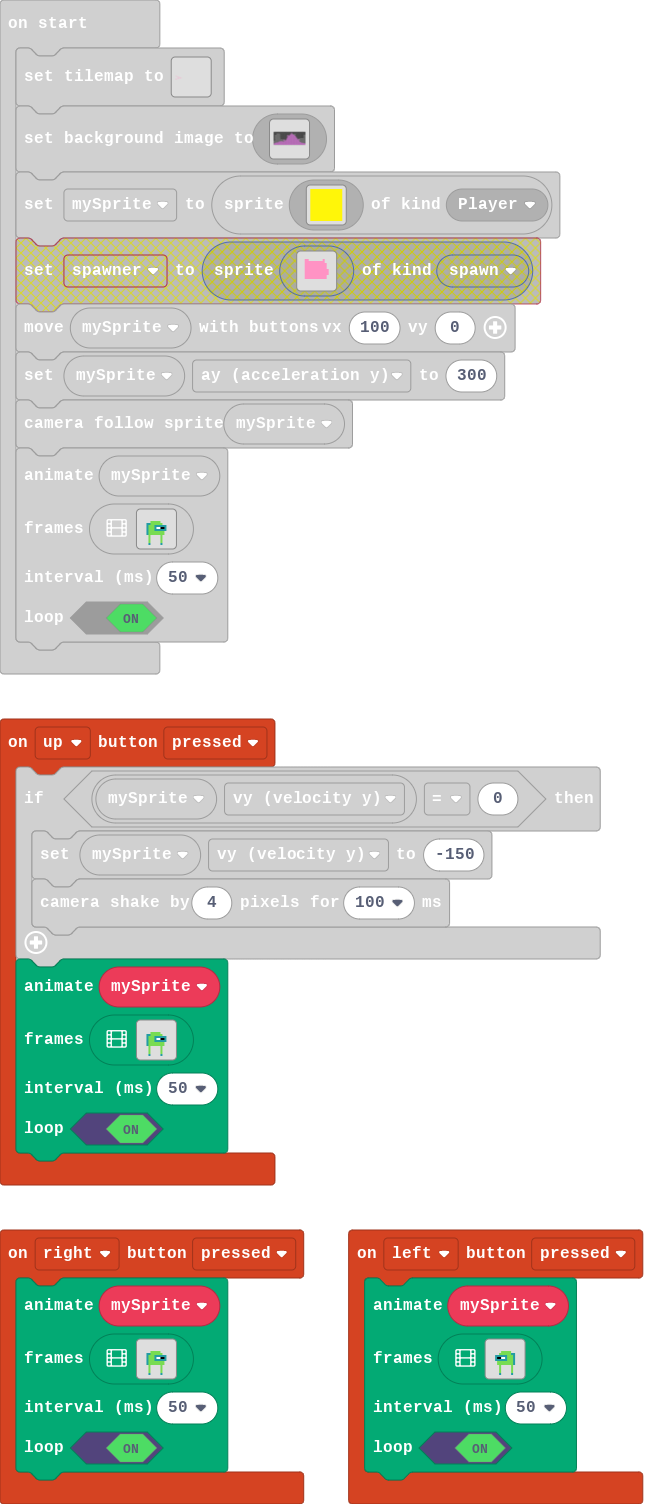 on start
set tilemap to
set background image to
set mySprite to sprite of kind Player
set spawner to sprite of kind spawn
move mySprite with buttons vx 100 vy 0
set mySprite ay (acceleration y) to 300
camera follow sprite mySprite
animate mySprite
frames
interval (ms) 50
loop ON
on up button pressed
if mySprite vy (velocity y) = 0 then
set mySprite vy (velocity y) to -150
camera shake by 4 pixels for 100 ms
animate mySprite
frames
interval (ms) 50
loop ON
on right button pressed
animate mySprite
frames
interval (ms) 50
loop ON
on left button pressed
animate mySprite
frames
interval (ms) 50
loop ON